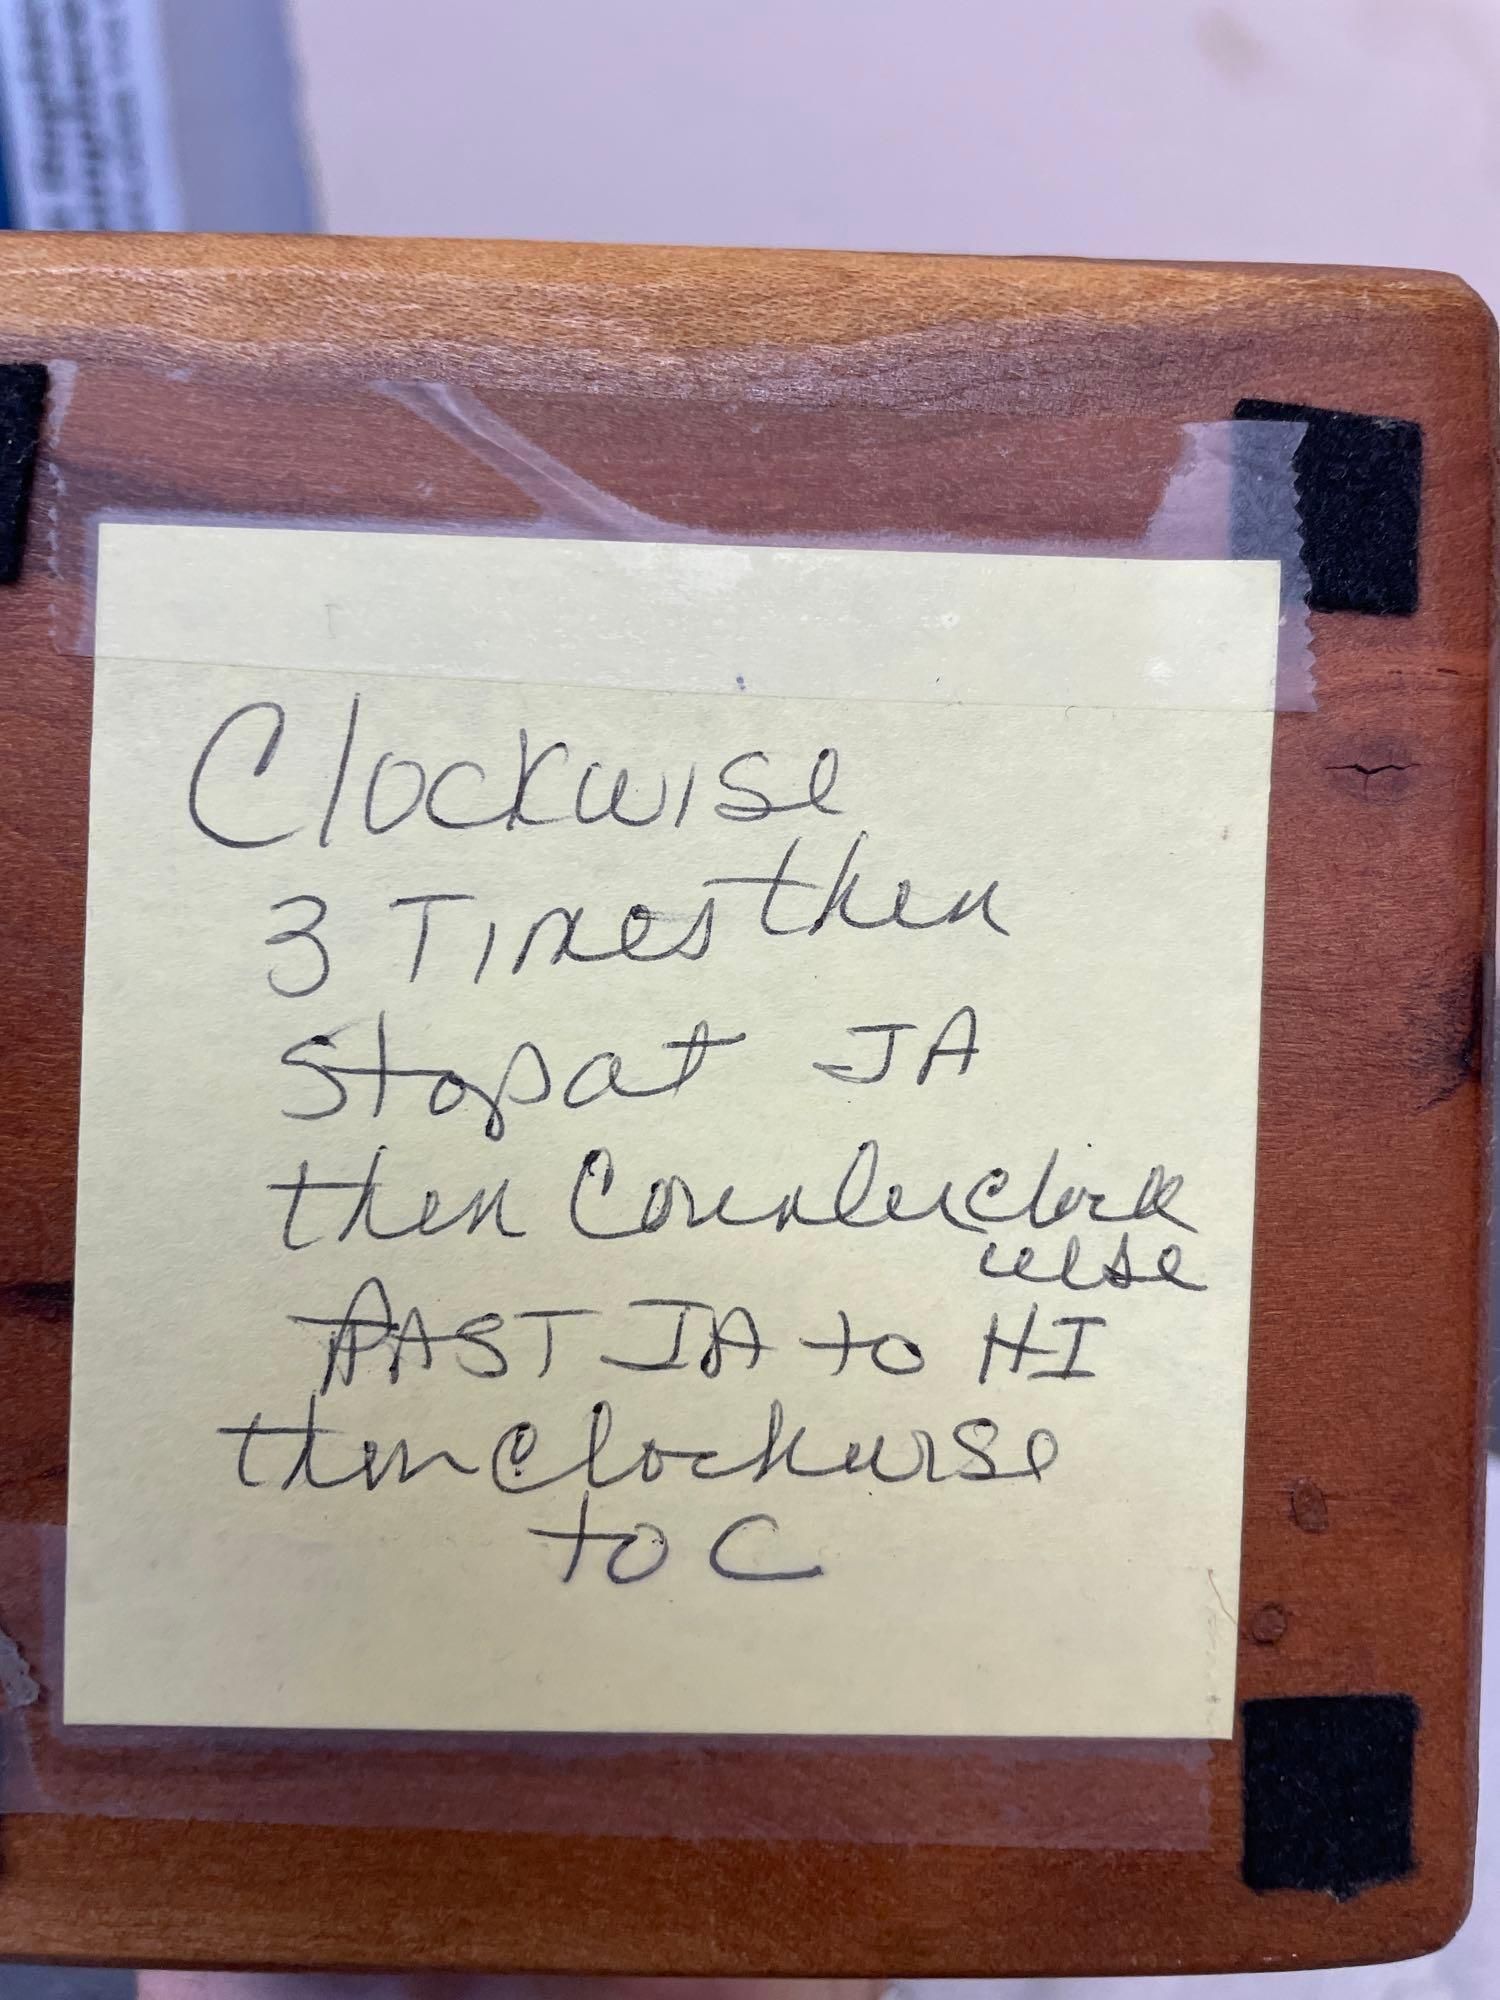 Clockwise
3 Times then
Stop at JA
then Counterclock
wise
PAST JA to HI
then clockwise
to C